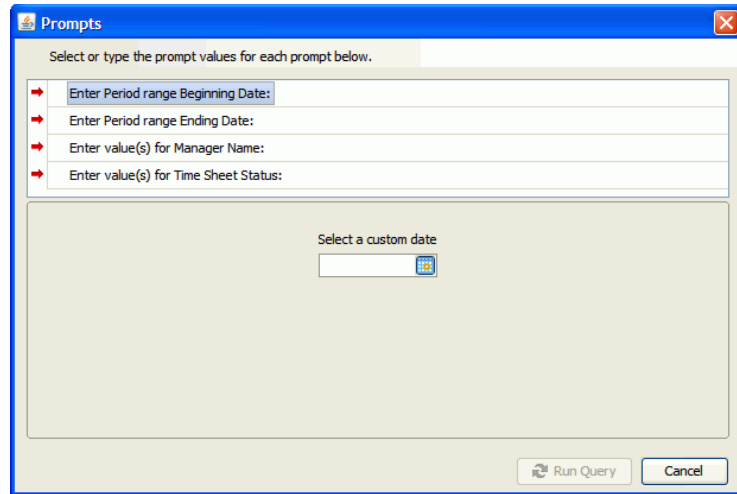 Prompts
Select or type the prompt values for each prompt below.
Enter Period range Beginning Date:
Enter Period range Ending Date:
Enter value(s) for Manager Name:
Enter value(s) for Time Sheet Status:
Select a custom date
Run Query Cancel